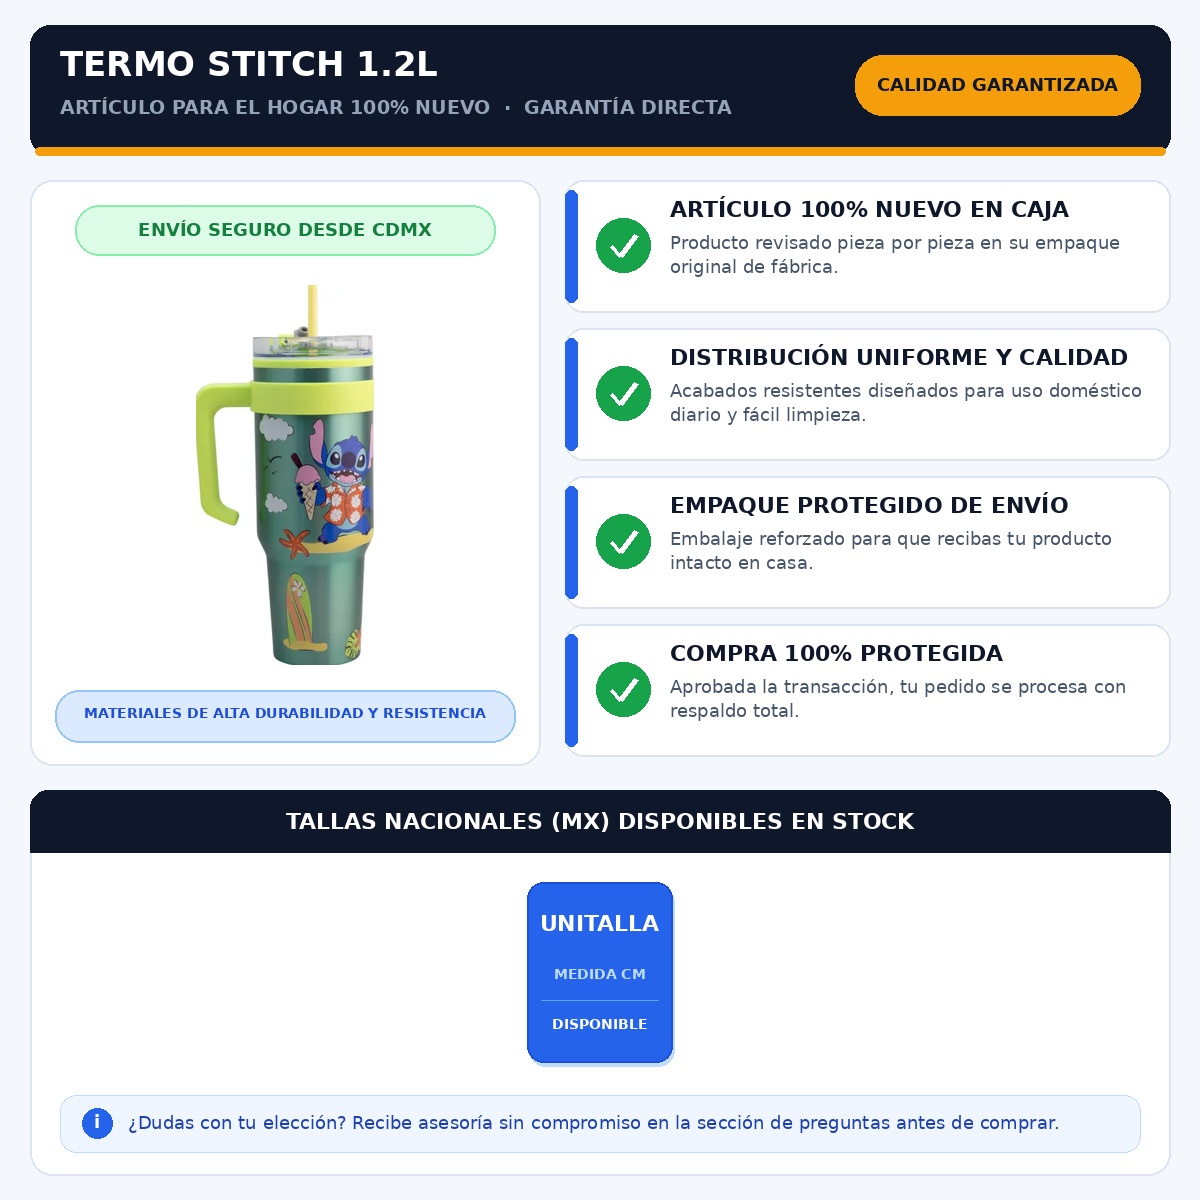 TERMO STITCH 1.2L
ARTÍCULO PARA EL HOGAR 100% NUEVO · GARANTÍA DIRECTA
CALIDAD GARANTIZADA
ENVÍO SEGURO DESDE CDMX
MATERIALES DE ALTA DURABILIDAD Y RESISTENCIA
ARTÍCULO 100% NUEVO EN CAJA
Producto revisado pieza por pieza en su empaque
original de fábrica.
DISTRIBUCIÓN UNIFORME Y CALIDAD
Acabados resistentes diseñados para uso doméstico
diario y fácil limpieza.
EMPAQUE PROTEGIDO DE ENVÍO
Embalaje reforzado para que recibas tu producto
intacto en casa.
COMPRA 100% PROTEGIDA
Aprobada la transacción, tu pedido se procesa con
respaldo total.
TALLAS NACIONALES (MX) DISPONIBLES EN STOCK
UNITALLA
MEDIDA CM
DISPONIBLE
i ¿Dudas con tu elección? Recibe asesoría sin compromiso en la sección de preguntas antes de comprar.